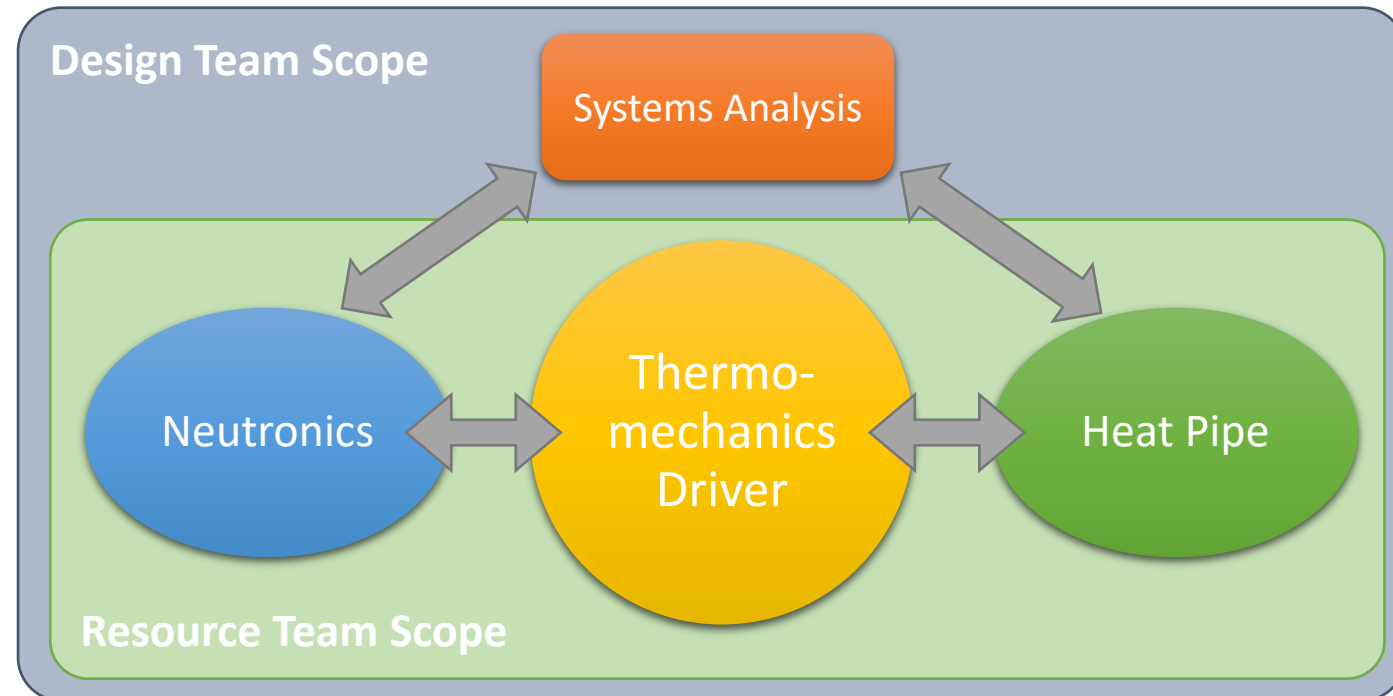 Design Team Scope
Systems Analysis
Neutronics
Thermo-
mechanics
Driver
Heat Pipe
Resource Team Scope